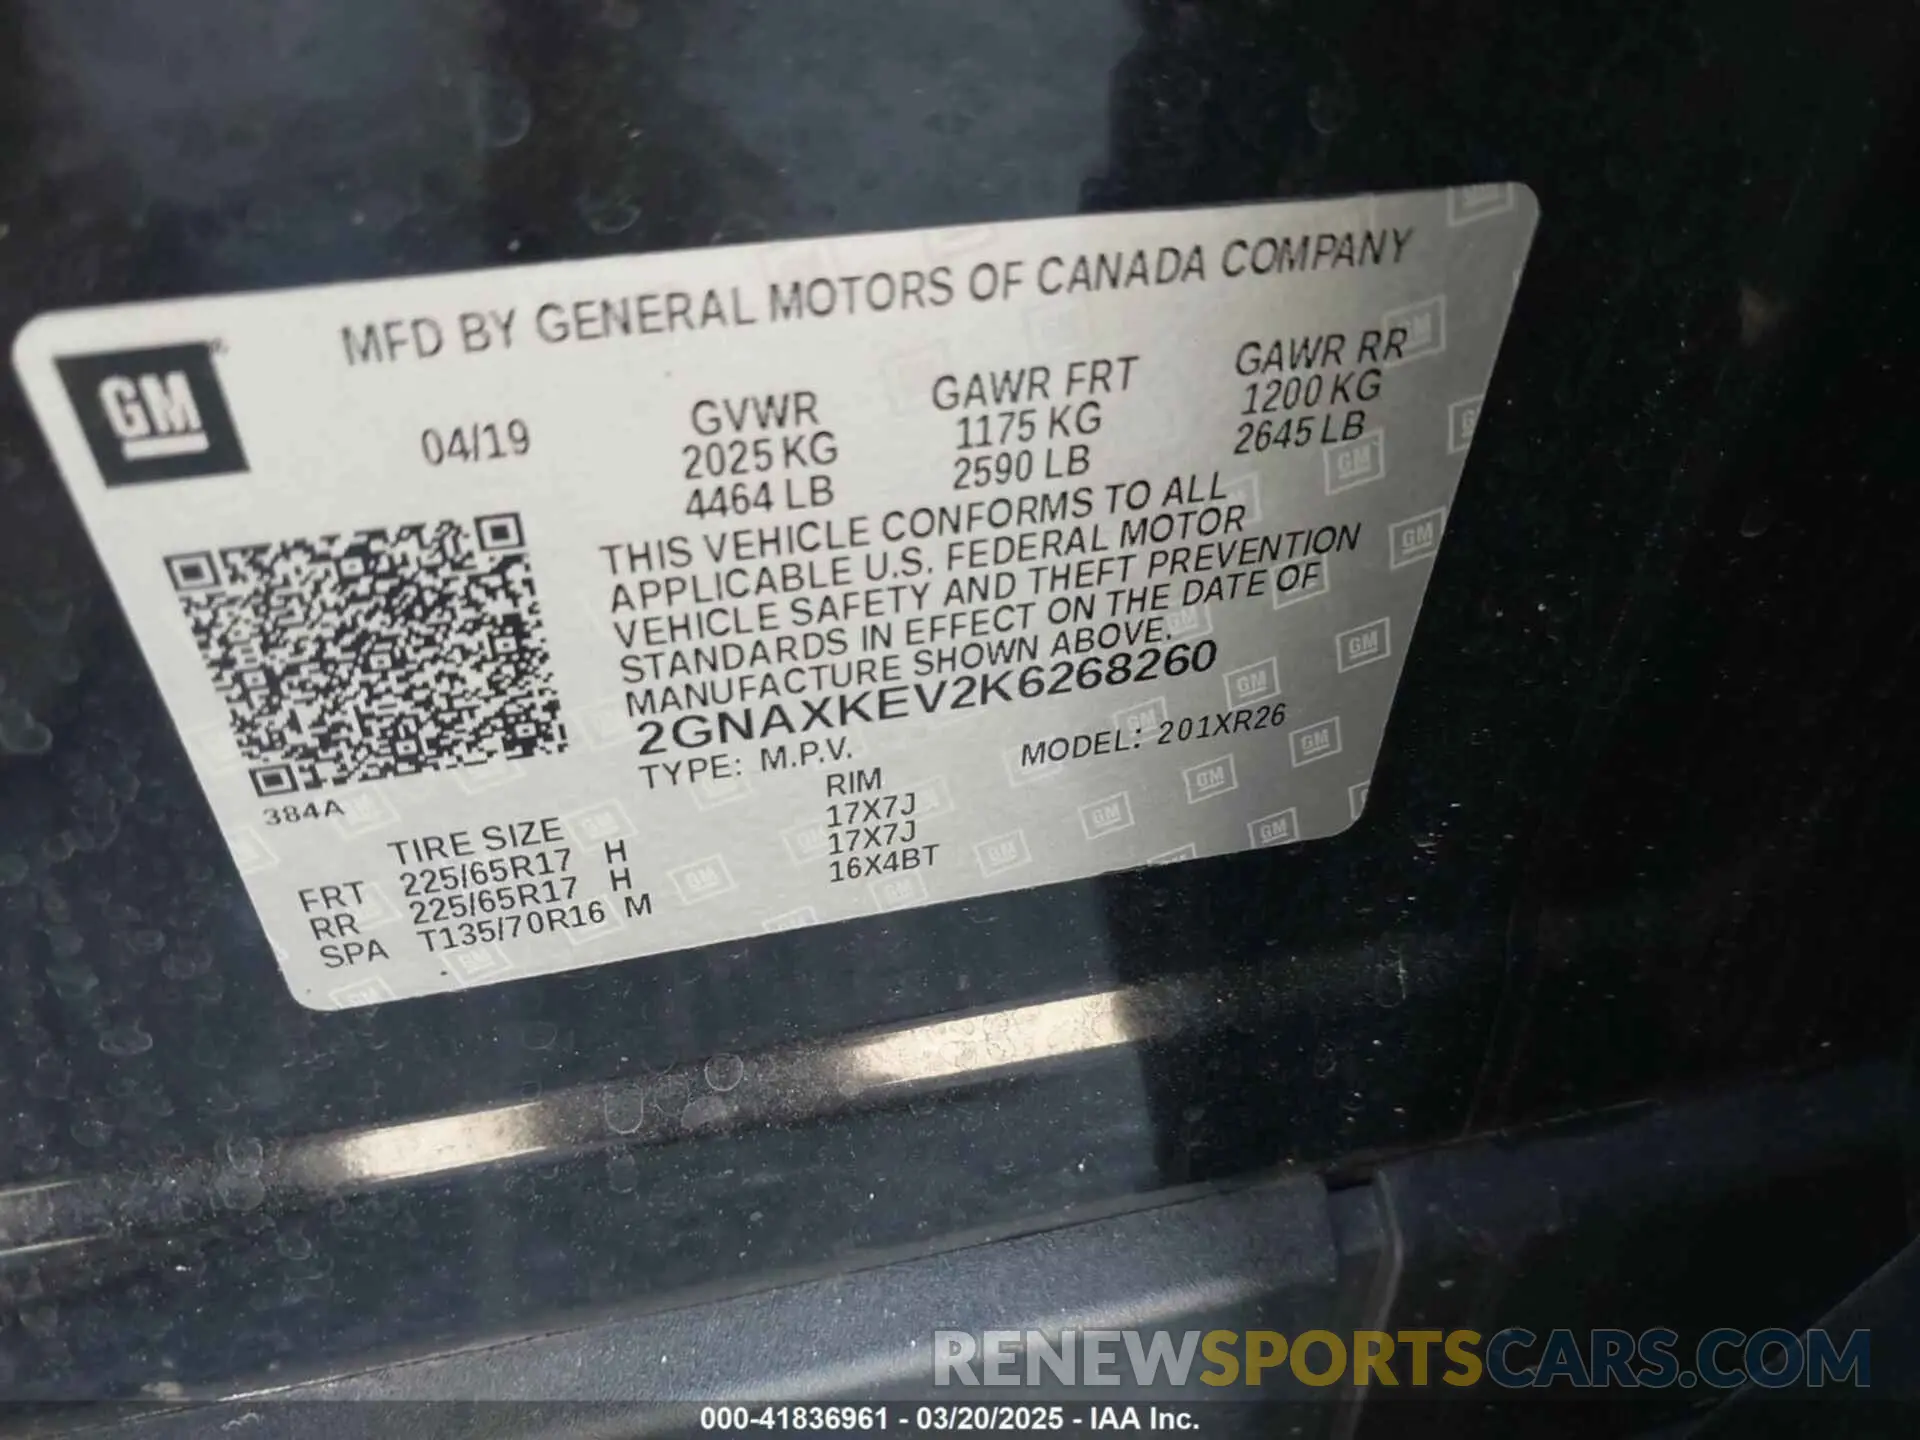 MFD BY GENERAL MOTORS OF CANADA COMPANY
GM
04/19
GVWR
2025 KG
4464 LB
GAWR FRT
1175 KG
2590 LB
GAWR RR
1200 KG
2645 LB
THIS VEHICLE CONFORMS TO ALL
APPLICABLE U.S. FEDERAL MOTOR
VEHICLE SAFETY AND THEFT PREVENTION
STANDARDS IN EFFECT ON THE DATE OF
MANUFACTURE SHOWN ABOVE.
2GNAXKEV2K6268260
TYPE: M.P.V.
MODEL: 201XR26
384A
TIRE SIZE RIM
FRT 225/65R17 H 17X7J
RR 225/65R17 H 17X7J
SPA T135/70R16 M 16X4BT
RENEWSPORTSCARS.COM
000-41836961 - 03/20/2025 - IAA Inc.